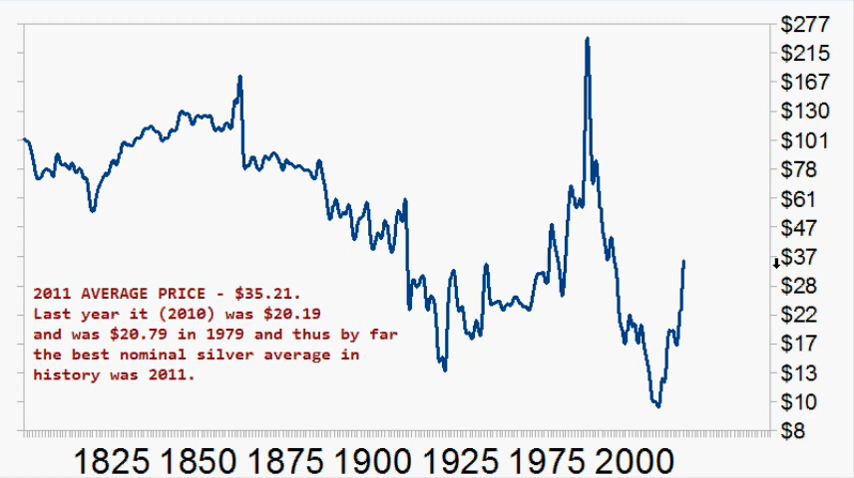 $277
$215
$167
$130
$101
$78
$61
$47
$37
$28
$22
$17
$13
$10
$8
2011 AVERAGE PRICE - $35.21.
Last year it (2010) was $20.19
and was $20.79 in 1979 and thus by far
the best nominal silver average in
history was 2011.
1825 1850 1875 1900 1925 1975 2000